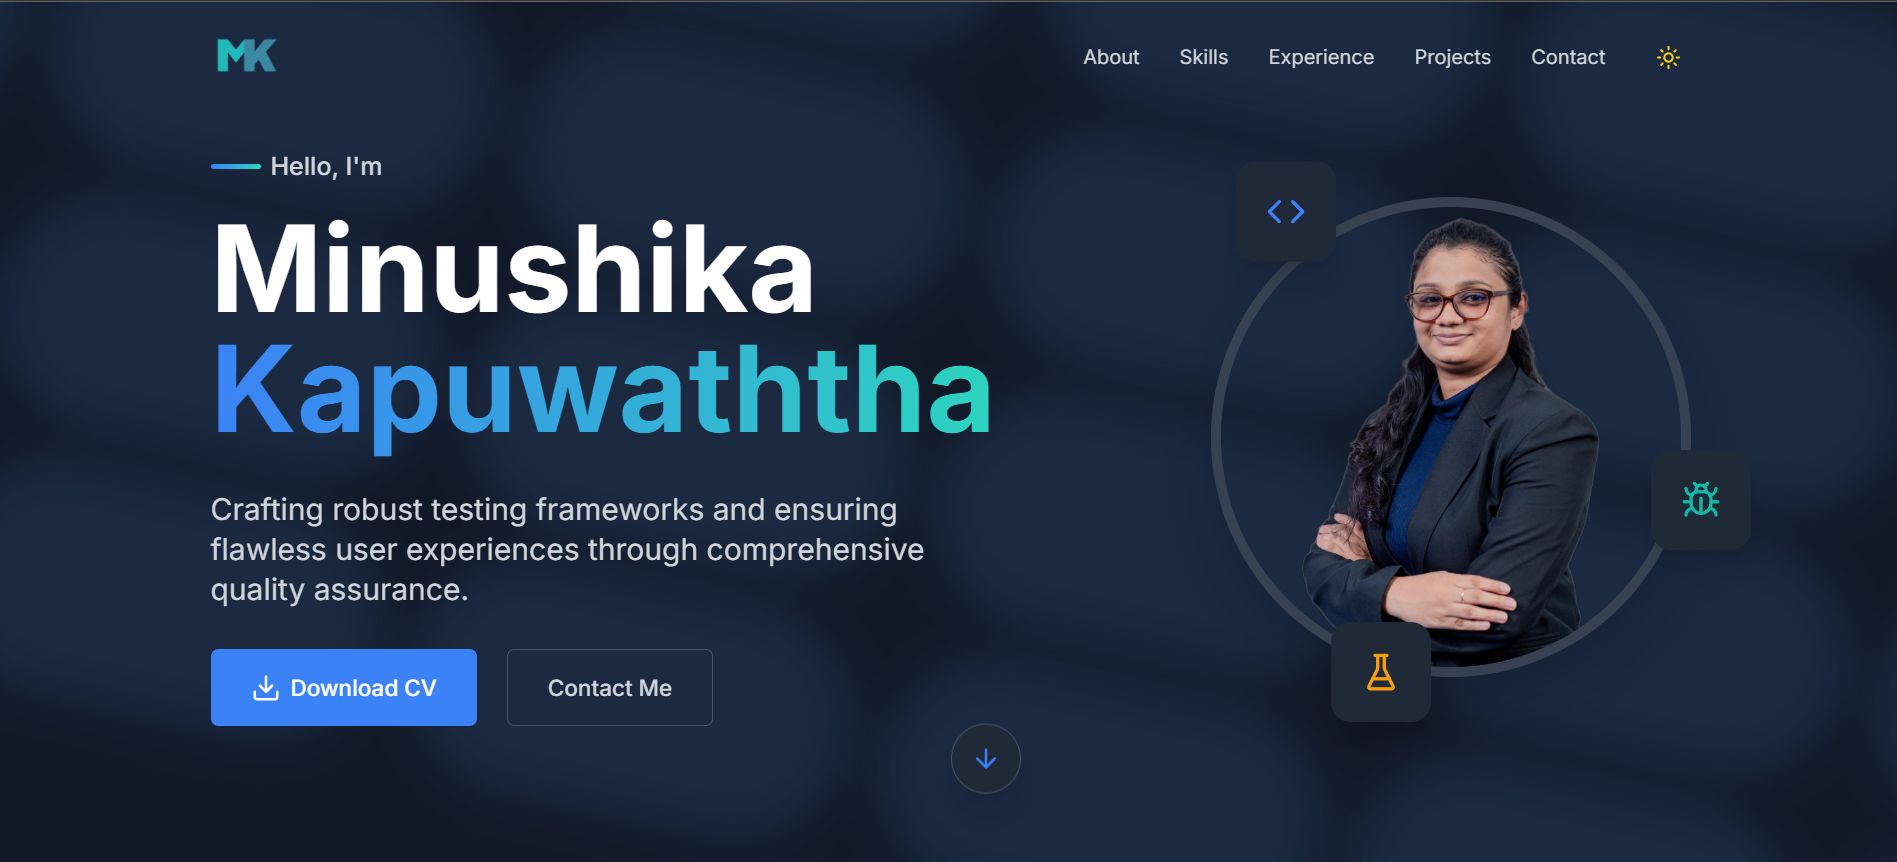 MK
About Skills Experience Projects Contact
Hello, I'm
Minushika
Kapuwaththa
Crafting robust testing frameworks and ensuring
flawless user experiences through comprehensive
quality assurance.
Download CV
Contact Me